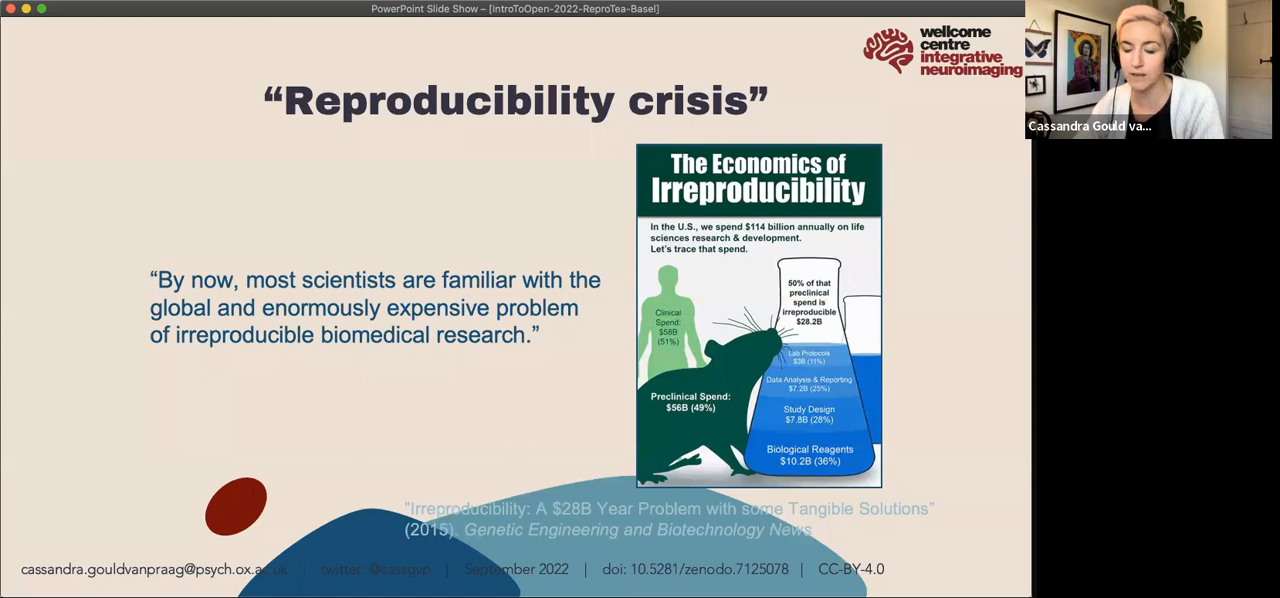 PowerPoint Slide Show – [IntroToOpen-2022-ReproTea-Basel]
wellcome
centre
integrative
neuroimaging
“Reproducibility crisis”
Cassandra Gould va...
The Economics of
Irreproducibility
In the U.S., we spend $114 billion annually on life
sciences research & development.
Let’s trace that spend.
“By now, most scientists are familiar with the
global and enormously expensive problem
of irreproducible biomedical research.”
Clinical
Spend:
$58B
(51%)
Preclinical Spend:
$56B (49%)
50% of that
preclinical
spend is
irreproducible
$28.2B
Lab Protocols
$3B (11%)
Data Analysis & Reporting
$7.2B (25%)
Study Design
$7.8B (28%)
Biological Reagents
$10.2B (36%)
"Irreproducibility: A $28B Year Problem with some Tangible Solutions”
(2015). Genetic Engineering and Biotechnology News
cassandra.gouldvanpraag@psych.ox.ac.uk | twitter: @cassgvp | September 2022 | doi: 10.5281/zenodo.7125078 | CC-BY-4.0